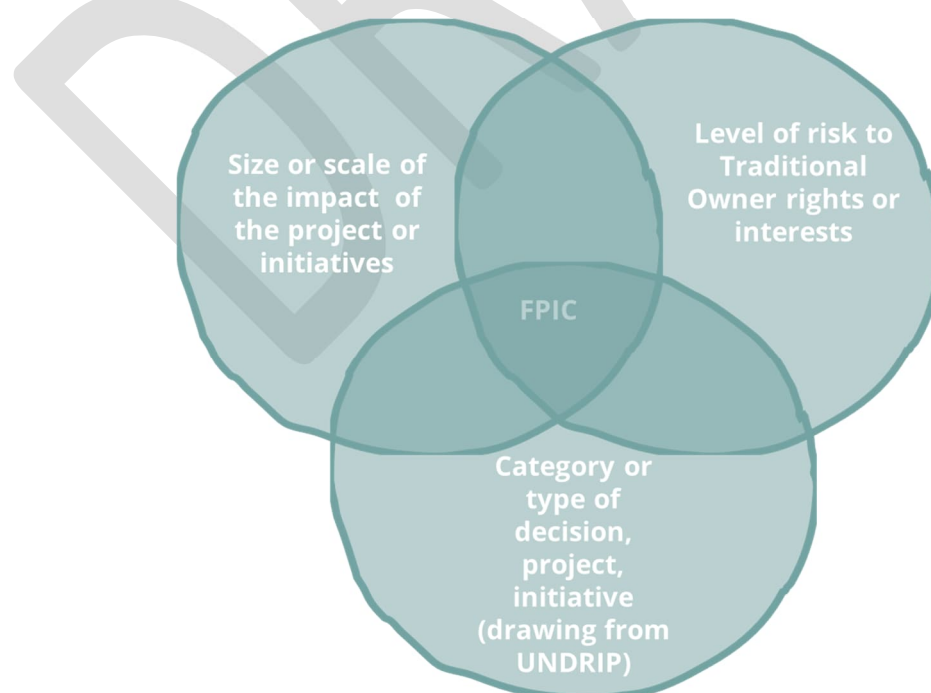 Size or scale of
the impact of
the project or
initiatives
Level of risk to
Traditional
Owner rights or
interests
FPIC
Category or
type of
decision,
project,
initiative
(drawing from
UNDRIP)